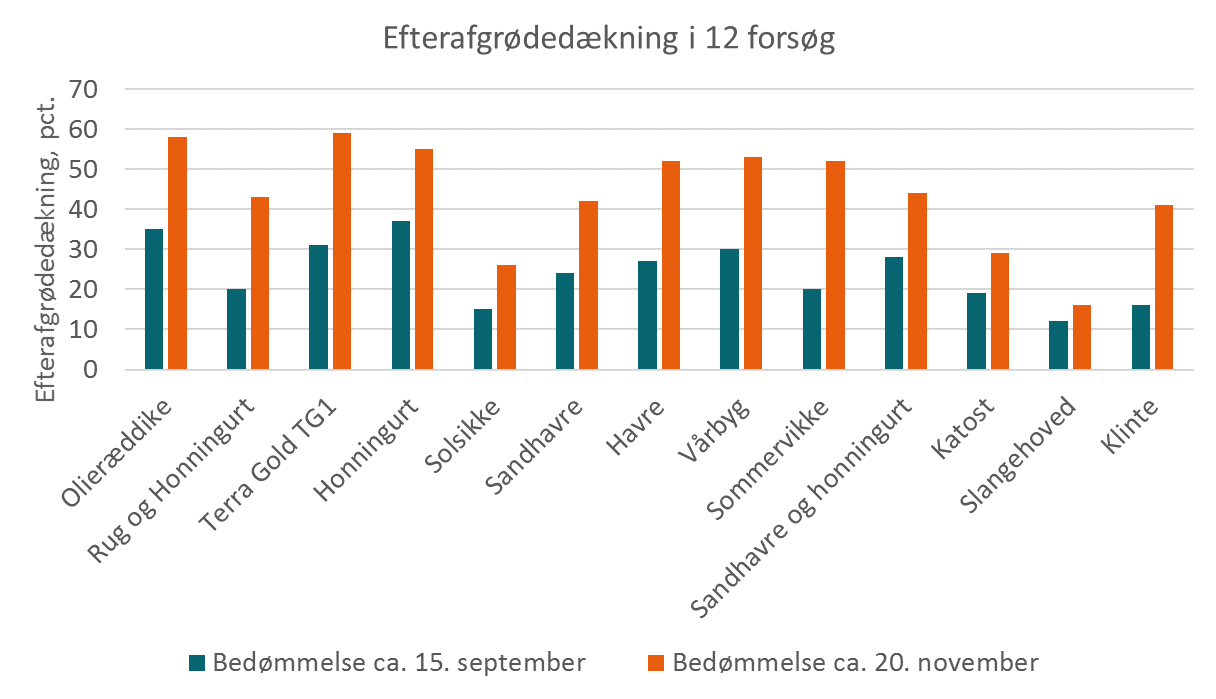 Efterafgrødedækning i 12 forsøg
Efterafgrødedækning, pct.
70
60
50
40
30
20
10
0
Olieræddike
Rug og Honningurt
Terra Gold TG1
Honningurt
Solsikke
Sandhavre
Havre
Vårbyg
Sommervikke
Sandhavre og honningurt
Katost
Slangehoved
Klinte
Bedømmelse ca. 15. september
Bedømmelse ca. 20. november